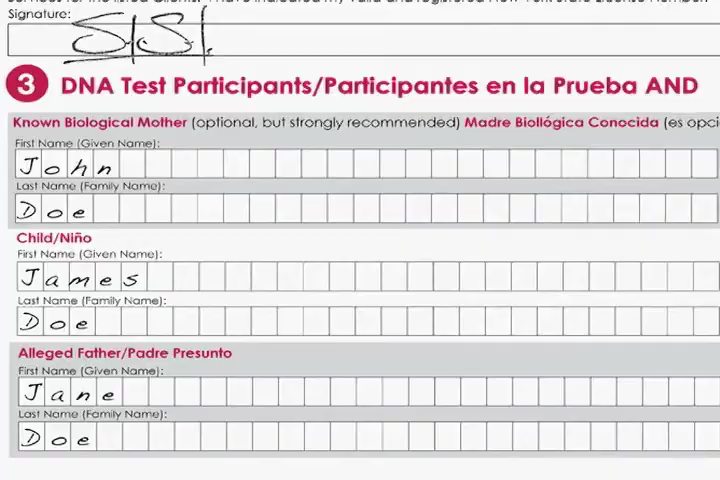 Signature:
3 DNA Test Participants/Participantes en la Prueba AND
Known Biological Mother (optional, but strongly recommended) Madre Biollógica Conocida (es opci
First Name (Given Name):
John
Last Name (Family Name):
Doe
Child/Niño
First Name (Given Name):
James
Last Name (Family Name):
Doe
Alleged Father/Padre Presunto
First Name (Given Name):
Jane
Last Name (Family Name):
Doe